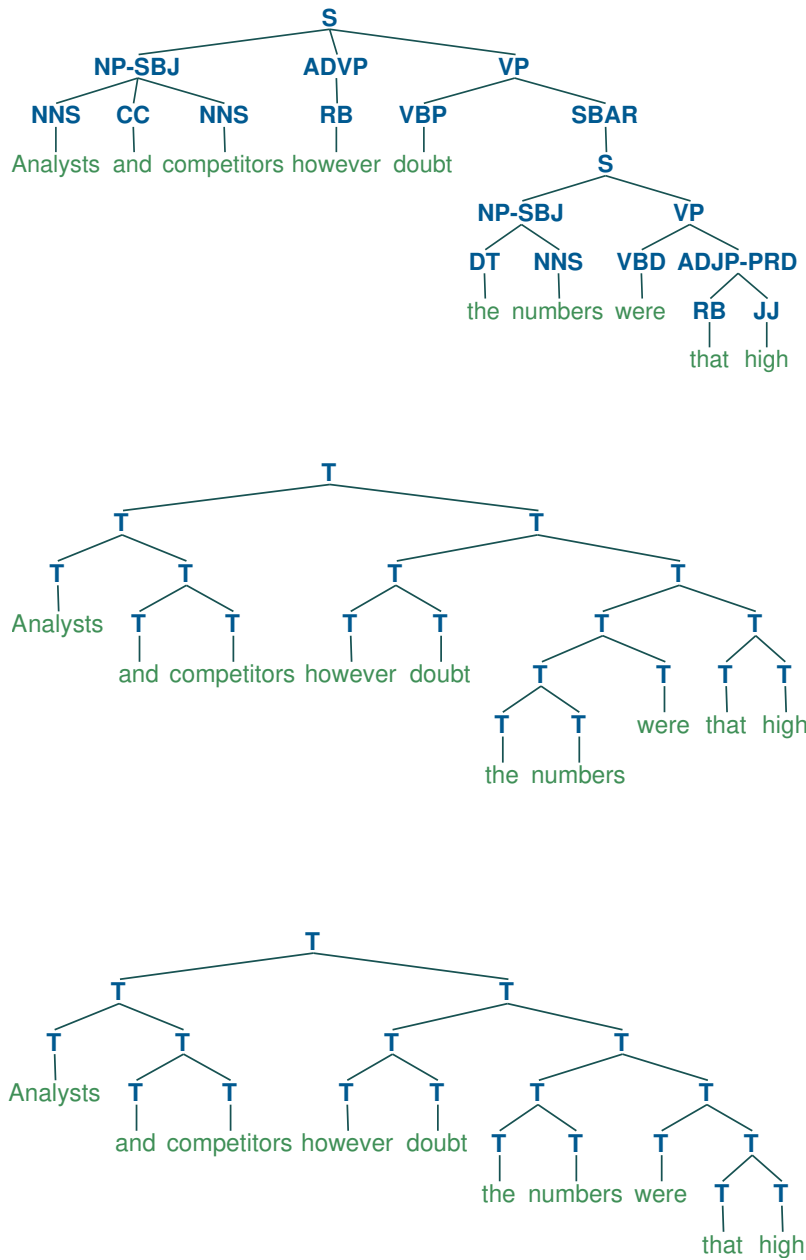 S
NP-SBJ ADVP VP
NNS CC NNS RB VBP SBAR
Analysts and competitors however doubt
S
NP-SBJ VP
DT NNS VBD ADJP-PRD
the numbers were RB JJ
that high
T
T T
T T T T
Analysts T T T T T T
and competitors however doubt T T T T
T T were that high
the numbers
T
T T
T T T T
Analysts T T T T T T
and competitors however doubt T T T T
the numbers were T T
that high